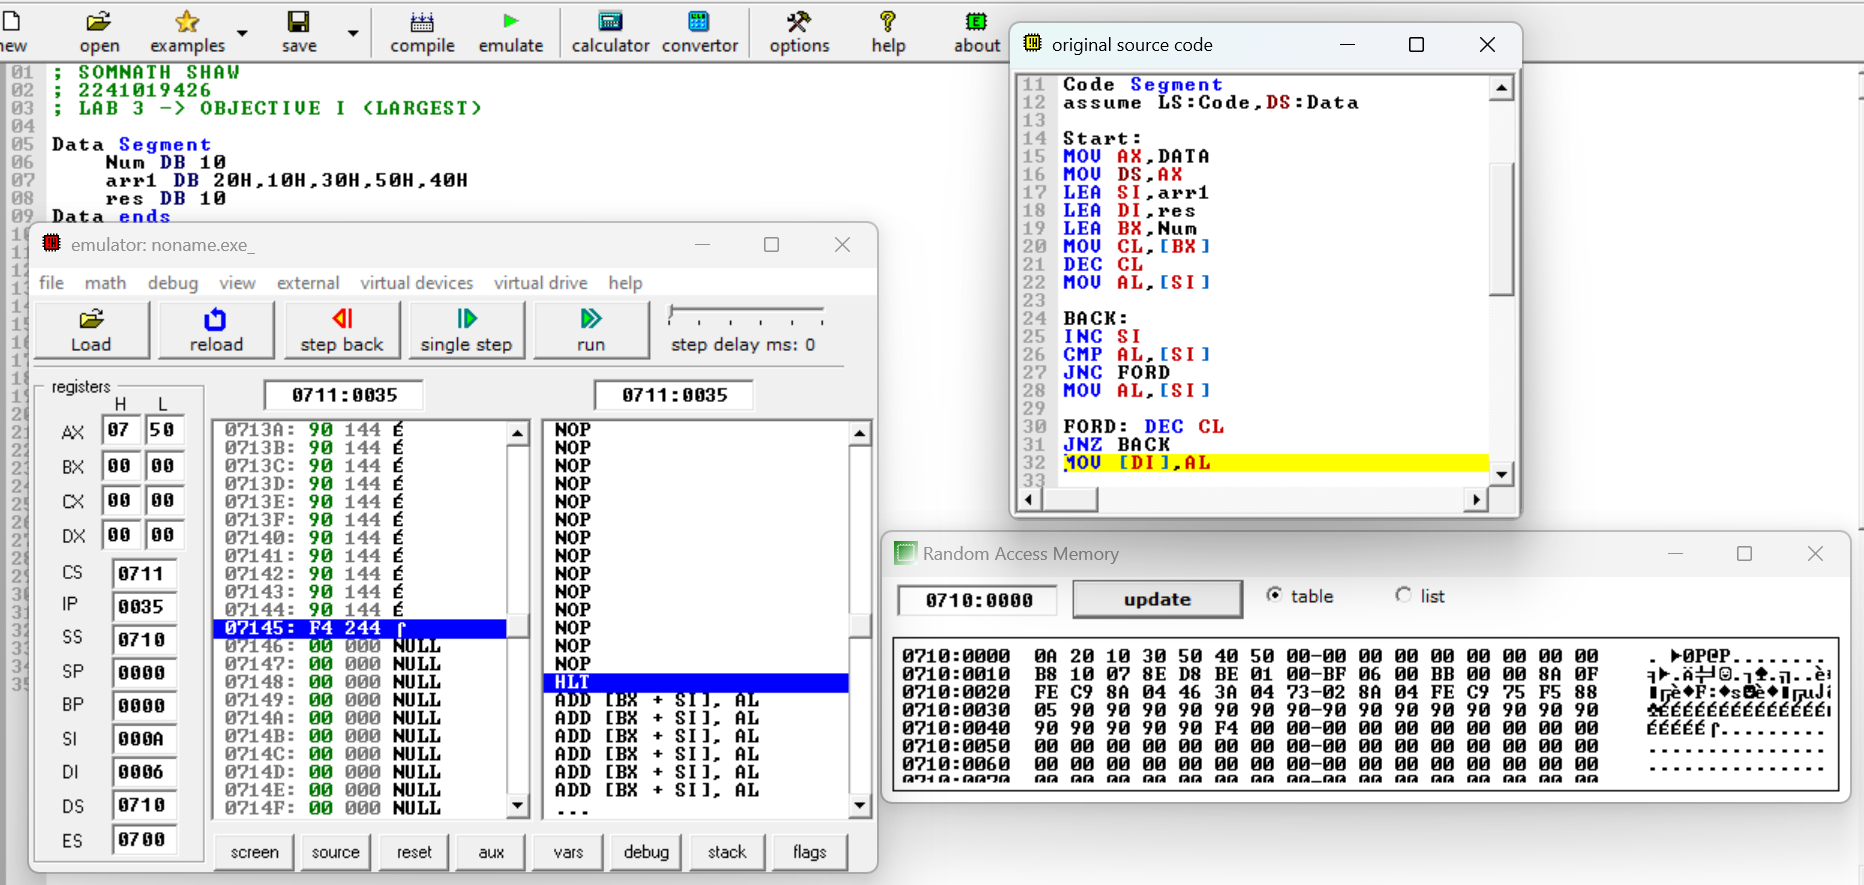 new open examples save compile emulate calculator convertor options help about
01 ; SOMNATH SHAW
02 ; 2241019426
03 ; LAB 3 -> OBJECTIVE I (LARGEST)
04
05 Data Segment
06 Num DB 10
07 arr1 DB 20H,10H,30H,50H,40H
08 res DB 10
09 Data ends
original source code
11 Code Segment
12 assume LS:Code,DS:Data
13
14 Start:
15 MOV AX,DATA
16 MOV DS,AX
17 LEA SI,arr1
18 LEA DI,res
19 LEA BX,Num
20 MOV CL,[BX]
21 DEC CL
22 MOV AL,[SI]
23
24 BACK:
25 INC SI
26 CMP AL,[SI]
27 JNC FORD
28 MOV AL,[SI]
29
30 FORD: DEC CL
31 JNZ BACK
32 MOV [DI],AL
33
emulator: noname.exe_
file math debug view external virtual devices virtual drive help
Load reload step back single step run step delay ms: 0
registers
H L
AX 07 50
BX 00 00
CX 00 00
DX 00 00
CS 0711
IP 0035
SS 0710
SP 0000
BP 0000
SI 000A
DI 0006
DS 0710
ES 0700
0711:0035
0713A: 90 144 É
0713B: 90 144 É
0713C: 90 144 É
0713D: 90 144 É
0713E: 90 144 É
0713F: 90 144 É
07140: 90 144 É
07141: 90 144 É
07142: 90 144 É
07143: 90 144 É
07144: 90 144 É
07145: F4 244 ⌠
07146: 00 000 NULL
07147: 00 000 NULL
07148: 00 000 NULL
07149: 00 000 NULL
0714A: 00 000 NULL
0714B: 00 000 NULL
0714C: 00 000 NULL
0714D: 00 000 NULL
0714E: 00 000 NULL
0714F: 00 000 NULL
0711:0035
NOP
NOP
NOP
NOP
NOP
NOP
NOP
NOP
NOP
NOP
NOP
NOP
NOP
NOP
HLT
ADD [BX + SI], AL
ADD [BX + SI], AL
ADD [BX + SI], AL
ADD [BX + SI], AL
ADD [BX + SI], AL
ADD [BX + SI], AL
...
screen source reset aux vars debug stack flags
Random Access Memory
0710:0000 update table list
0710:0000 0A 20 10 30 50 40 50 00-00 00 00 00 00 00 00 00
0710:0010 B8 10 07 8E D8 BE 01 00-BF 06 00 BB 00 00 8A 0F
0710:0020 FE C9 8A 04 46 3A 04 73-02 8A 04 FE C9 75 F5 88
0710:0030 05 90 90 90 90 90 90 90-90 90 90 90 90 90 90 90
0710:0040 90 90 90 90 90 F4 00 00-00 00 00 00 00 00 00 00
0710:0050 00 00 00 00 00 00 00 00-00 00 00 00 00 00 00 00
0710:0060 00 00 00 00 00 00 00 00-00 00 00 00 00 00 00 00
0710:0070 00 00 00 00 00 00 00 00-00 00 00 00 00 00 00 00